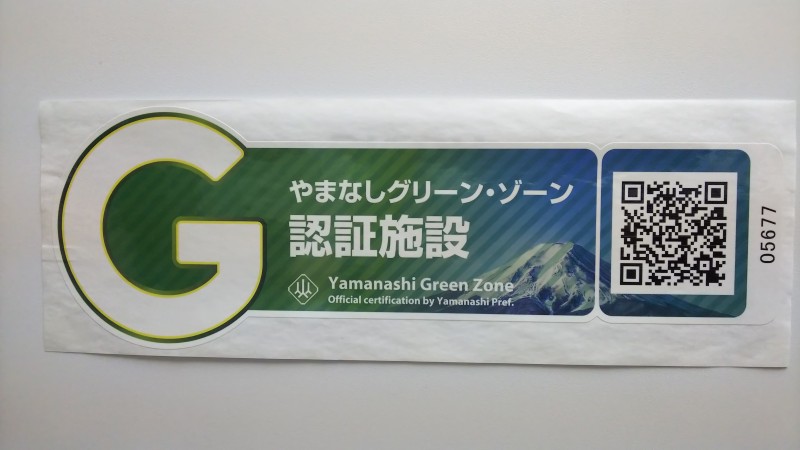 G
やまなしグリーン・ゾーン
認証施設
Yamanashi Green Zone
Official certification by Yamanashi Pref.
05677